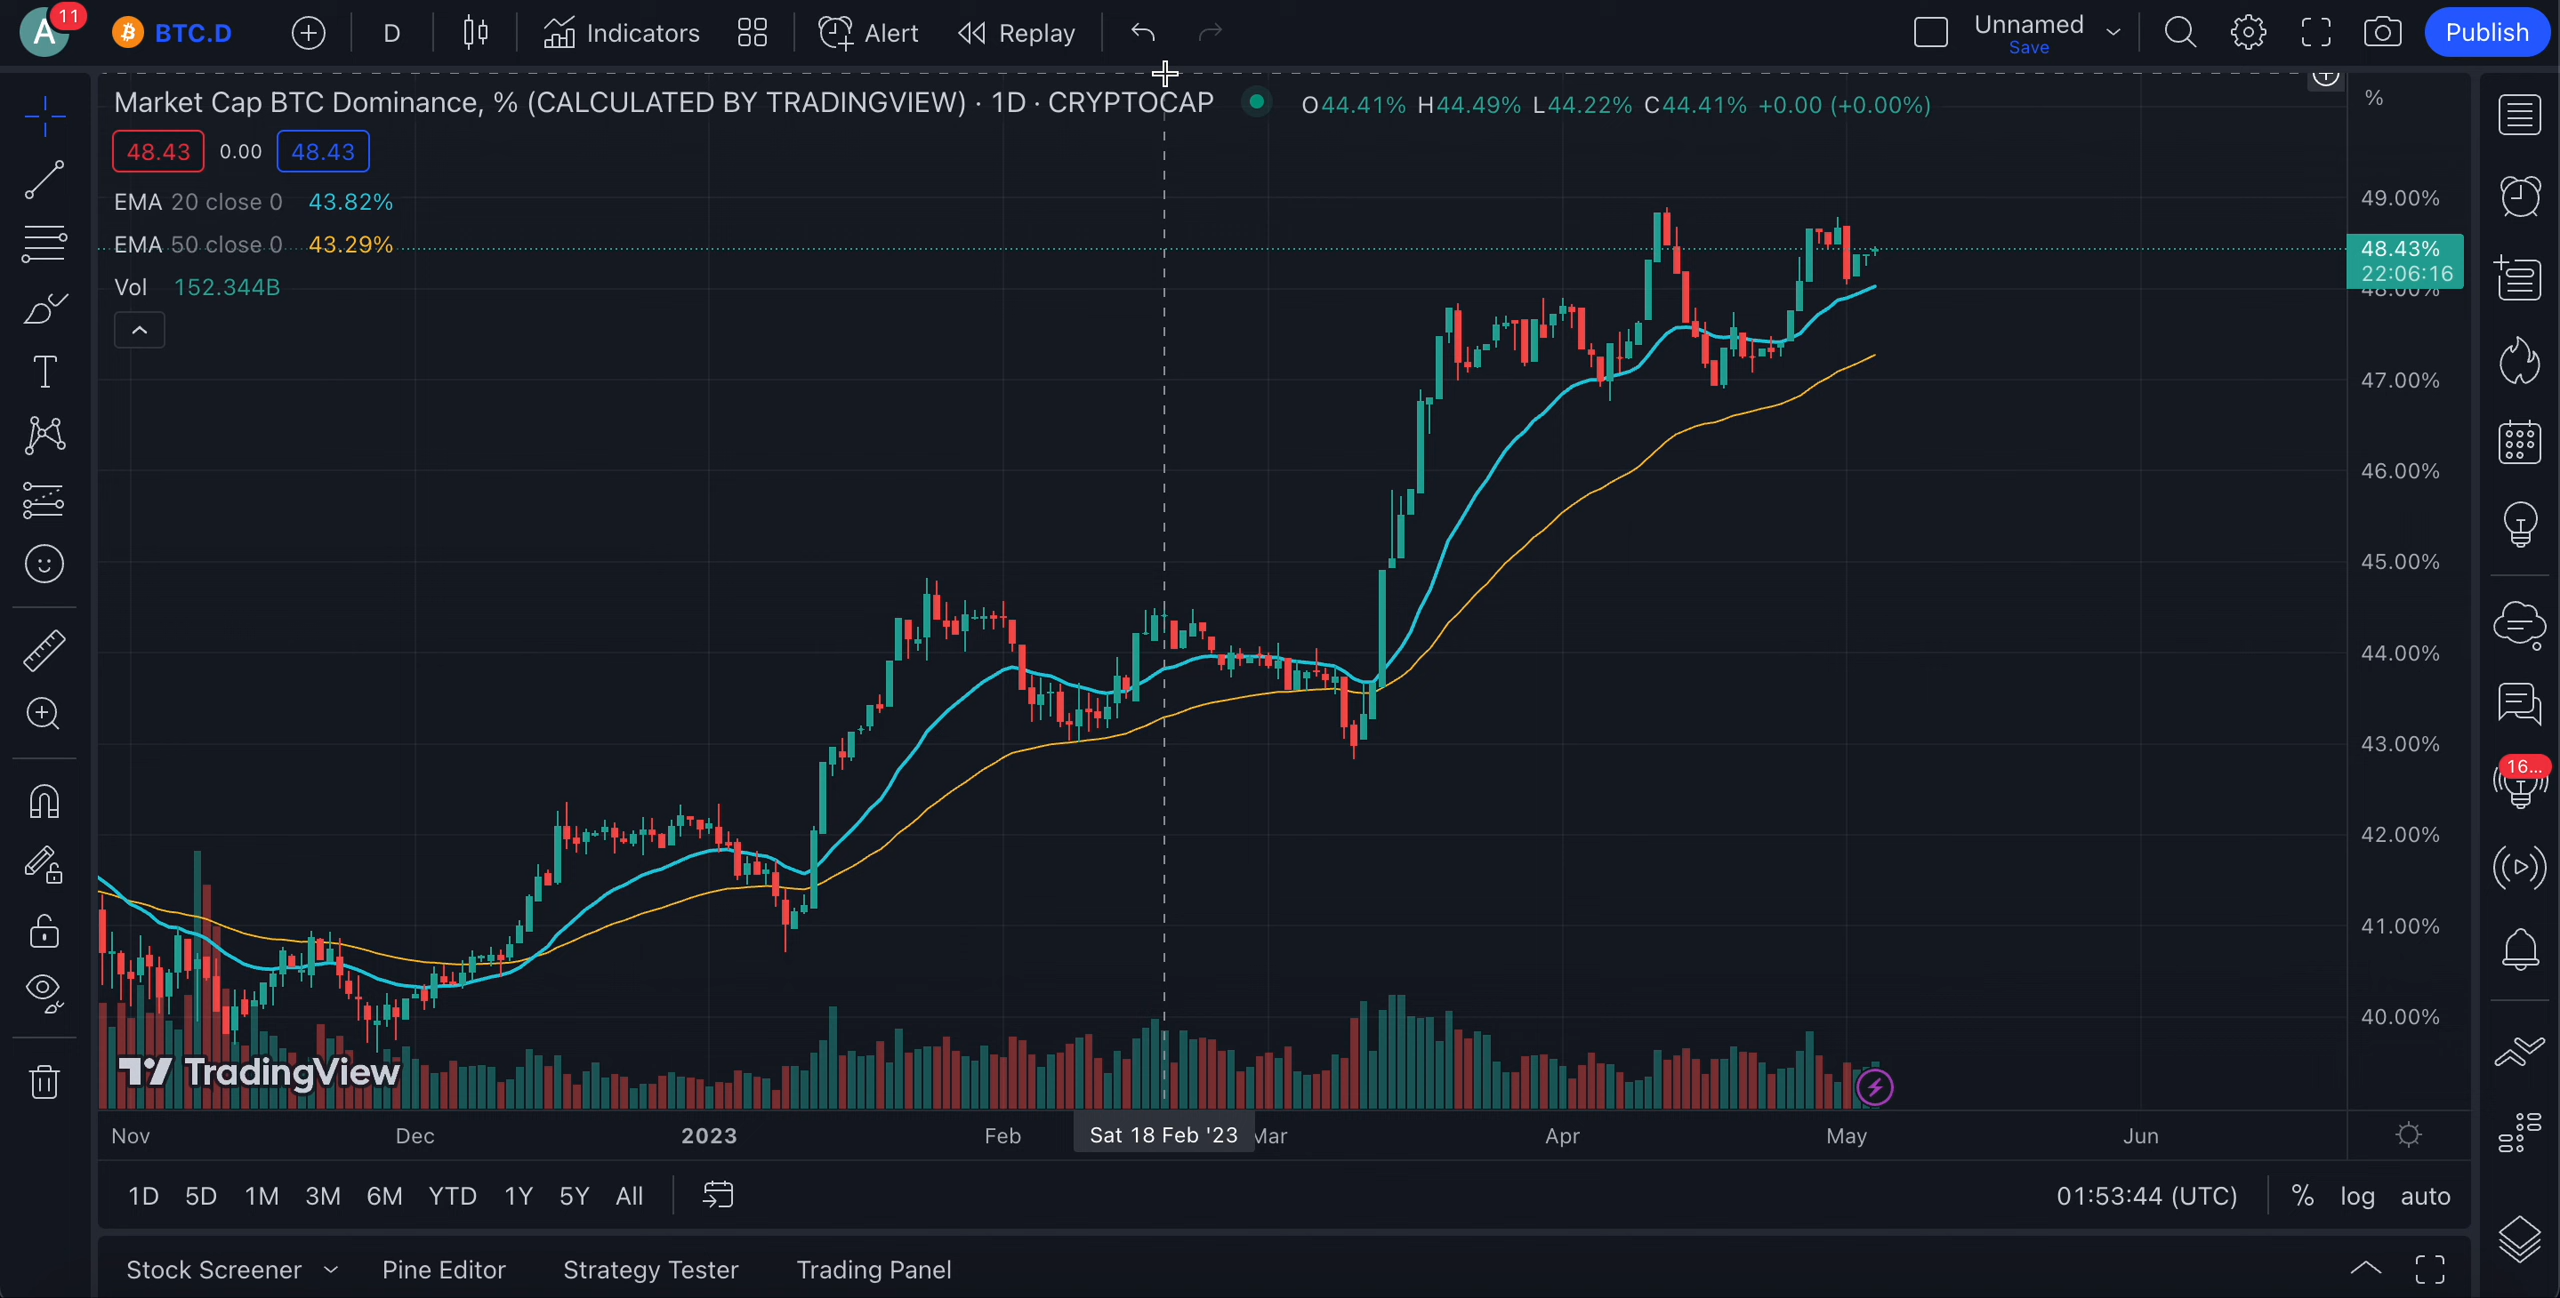 A 11 BTC.D D Indicators Alert Replay Unnamed Save Publish
Market Cap BTC Dominance, % (CALCULATED BY TRADINGVIEW) · 1D · CRYPTOCAP O44.41% H44.49% L44.22% C44.41% +0.00 (+0.00%)
%
48.43 0.00 48.43
EMA 20 close 0 43.82%
EMA 50 close 0 43.29%
Vol 152.344B
49.00%
48.43%
22:06:16
48.00%
47.00%
46.00%
45.00%
44.00%
43.00%
42.00%
41.00%
40.00%
16...
TradingView
Nov Dec 2023 Feb Sat 18 Feb '23 Mar Apr May Jun
1D 5D 1M 3M 6M YTD 1Y 5Y All 01:53:44 (UTC) % log auto
Stock Screener Pine Editor Strategy Tester Trading Panel